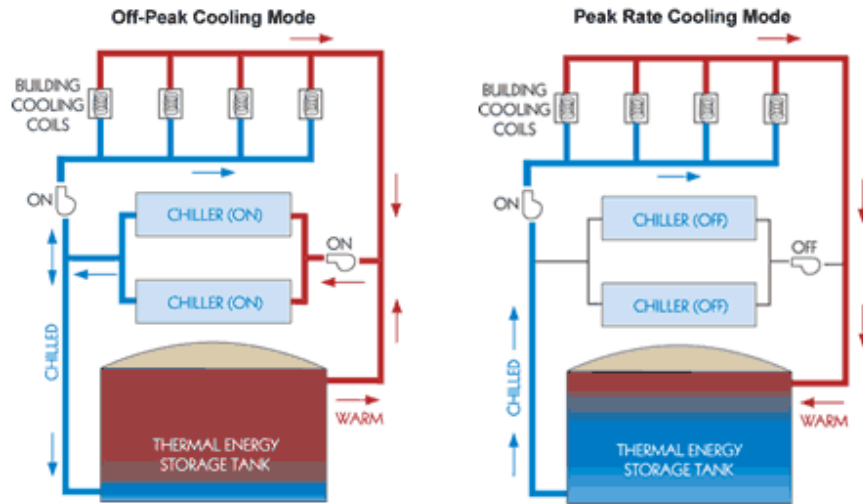 Off-Peak Cooling Mode
BUILDING
COOLING
COILS
ON
CHILLER (ON)
ON
CHILLER (ON)
CHILLED
WARM
THERMAL ENERGY
STORAGE TANK
Peak Rate Cooling Mode
BUILDING
COOLING
COILS
ON
CHILLER (OFF)
OFF
CHILLER (OFF)
CHILLED
WARM
THERMAL ENERGY
STORAGE TANK